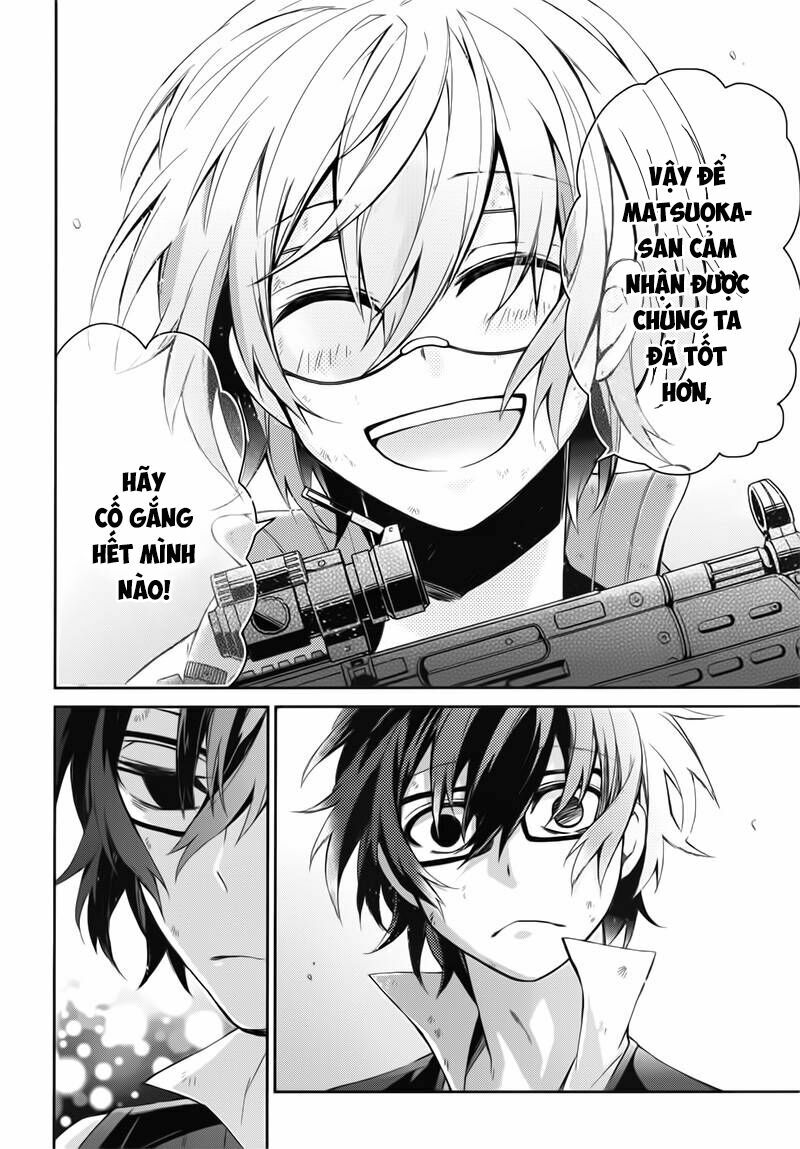 VẬY ĐỂ
MATSUOKA-
SAN CẢM
NHẬN ĐƯỢC
CHÚNG TA
ĐÃ TỐT
HƠN,
HÃY
CỐ GẮNG
HẾT MÌNH
NÀO!